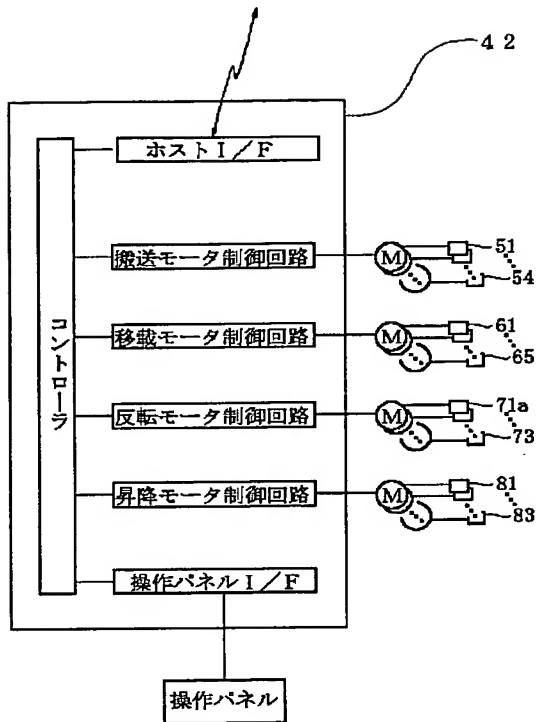 ４２
ホストＩ／Ｆ
コントローラ
搬送モータ制御回路
M
51
54
移載モータ制御回路
M
61
65
反転モータ制御回路
M
71a
73
昇降モータ制御回路
M
81
83
操作パネルＩ／Ｆ
操作パネル